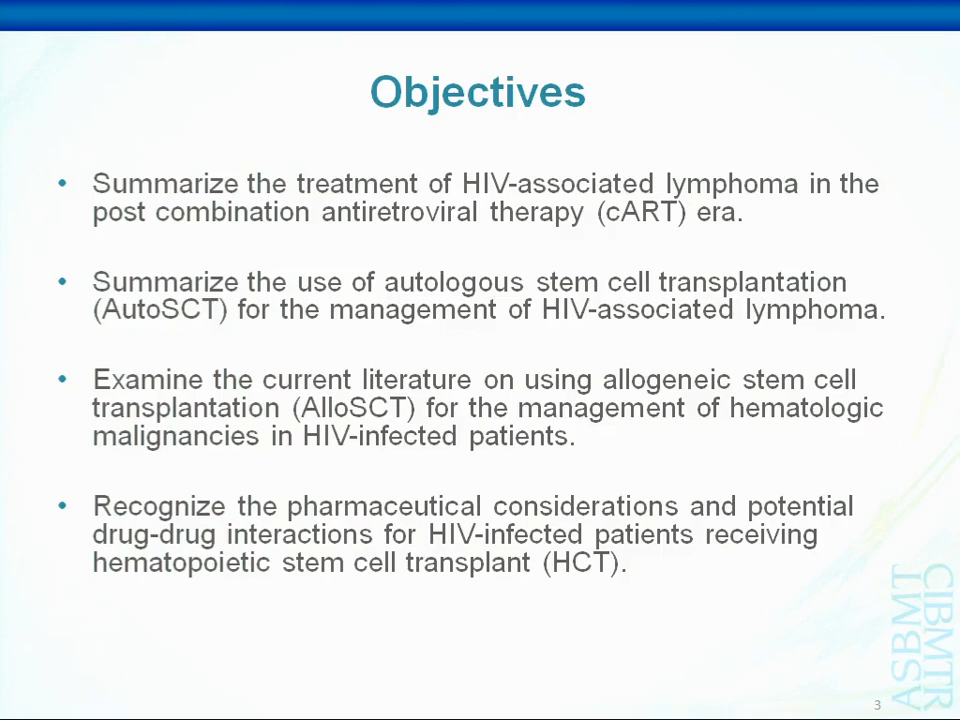 Objectives
• Summarize the treatment of HIV-associated lymphoma in the
post combination antiretroviral therapy (cART) era.
• Summarize the use of autologous stem cell transplantation
(AutoSCT) for the management of HIV-associated lymphoma.
• Examine the current literature on using allogeneic stem cell
transplantation (AlloSCT) for the management of hematologic
malignancies in HIV-infected patients.
• Recognize the pharmaceutical considerations and potential
drug-drug interactions for HIV-infected patients receiving
hematopoietic stem cell transplant (HCT).
ASBMT
CIBMTR
3